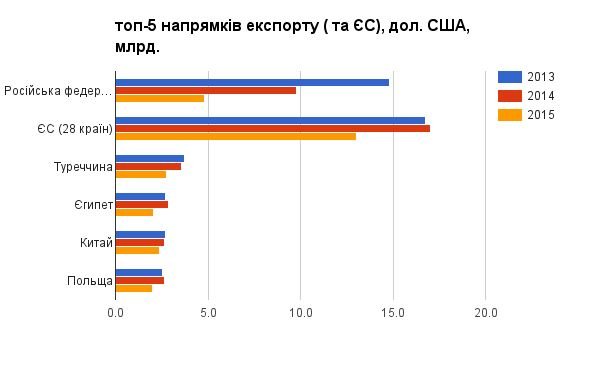 топ-5 напрямків експорту ( та ЄС), дол. США,
млрд.
2013
2014
2015
Російська федер…
ЄС (28 країн)
Туреччина
Єгипет
Китай
Польща
0.0 5.0 10.0 15.0 20.0